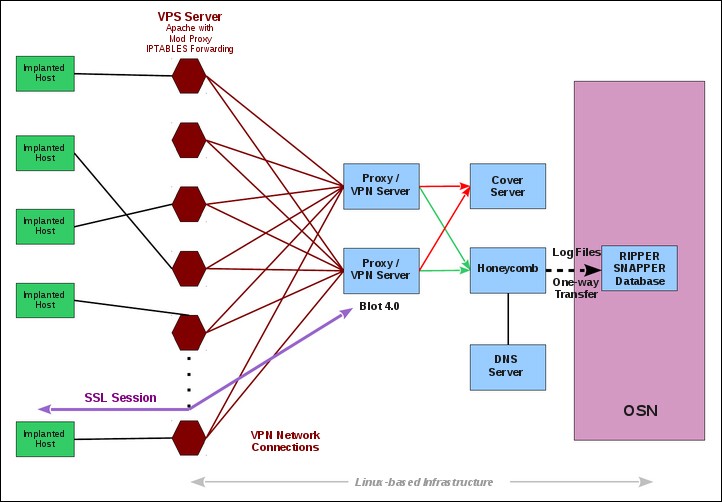 VPS Server
Apache with
Mod-Proxy
IPTABLES Forwarding
Implanted
Host
Implanted
Host
Implanted
Host
Implanted
Host
Implanted
Host
Proxy /
VPN Server
Proxy /
VPN Server
Blot 4.0
Cover
Server
Honeycomb
DNS
Server
Log Files
One-way
Transfer
RIPPER
SNAPPER
Database
OSN
SSL Session
VPN Network
Connections
Linux-based Infrastructure